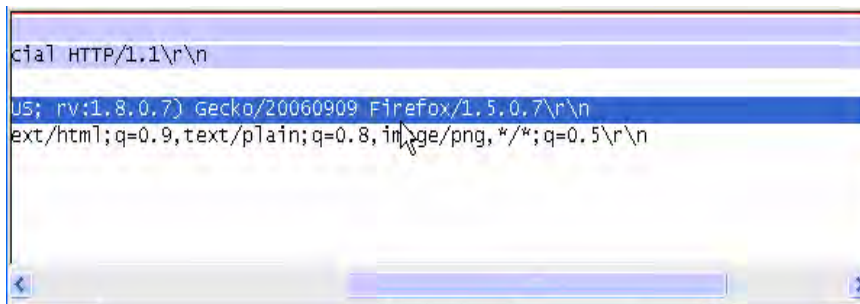 cial HTTP/1.1\r\n
US; rv:1.8.0.7) Gecko/20060909 Firefox/1.5.0.7\r\n
ext/html;q=0.9,text/plain;q=0.8,image/png,*/*;q=0.5\r\n